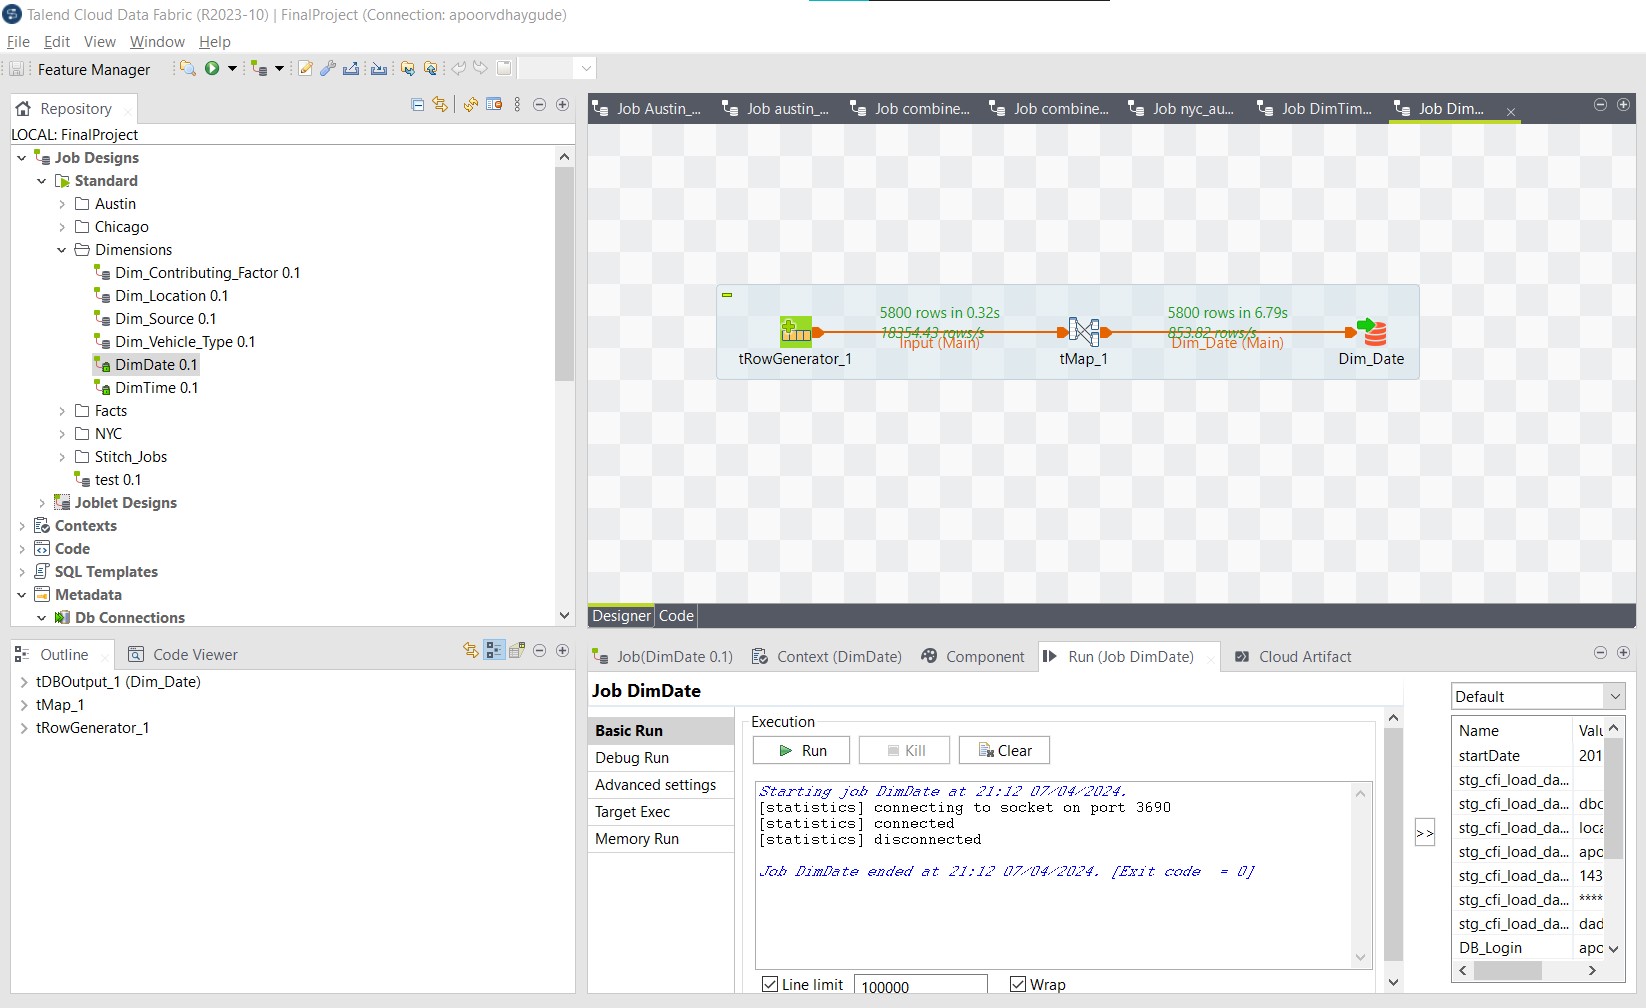 Talend Cloud Data Fabric (R2023-10) | FinalProject (Connection: apoorvdhaygude)
File Edit View Window Help
Feature Manager
Repository
LOCAL: FinalProject
Job Designs
Standard
Austin
Chicago
Dimensions
Dim_Contributing_Factor 0.1
Dim_Location 0.1
Dim_Source 0.1
Dim_Vehicle_Type 0.1
DimDate 0.1
DimTime 0.1
Facts
NYC
Stitch_Jobs
test 0.1
Joblet Designs
Contexts
Code
SQL Templates
Metadata
Db Connections
Job Austin_... Job austin_... Job combine... Job combine... Job nyc_au... Job DimTim... Job Dim...
5800 rows in 0.32s 5800 rows in 6.79s
18354.43 rows/s 853.82 rows/s
Input (Main) Dim_Date (Main)
tRowGenerator_1 tMap_1 Dim_Date
Designer Code
Outline Code Viewer
tDBOutput_1 (Dim_Date)
tMap_1
tRowGenerator_1
Job(DimDate 0.1) Context (DimDate) Component Run (Job DimDate) Cloud Artifact
Job DimDate
Basic Run
Debug Run
Advanced settings
Target Exec
Memory Run
Execution
Run Kill Clear
Starting job DimDate at 21:12 07/04/2024.
[statistics] connecting to socket on port 3690
[statistics] connected
[statistics] disconnected
Job DimDate ended at 21:12 07/04/2024. [Exit code  = 0]
Line limit 100000 Wrap
>>
Default
Name Valu
startDate 201
stg_cfi_load_da...
stg_cfi_load_da... dbo
stg_cfi_load_da... loca
stg_cfi_load_da... apo
stg_cfi_load_da... 143
stg_cfi_load_da... ****
stg_cfi_load_da... dad
DB_Login apo